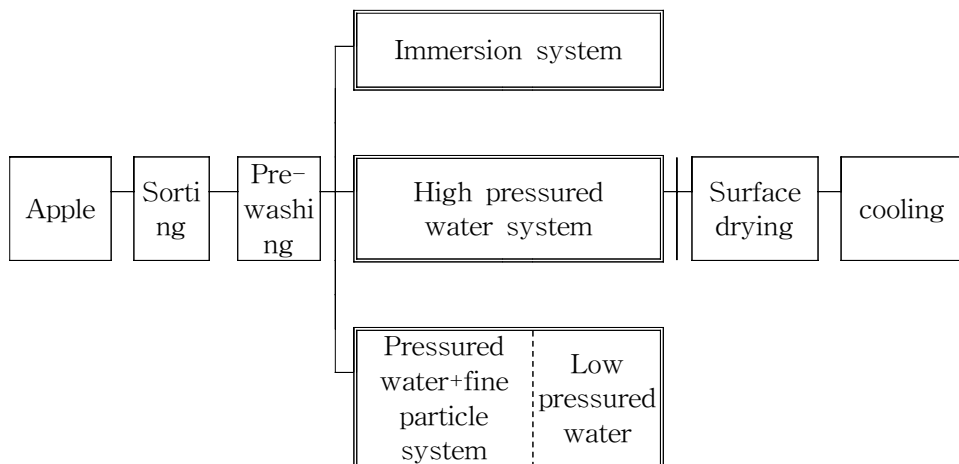 Immersion system
Apple
Sorti
ng
Pre-
washi
ng
High pressured
water system
Surface
drying
cooling
Pressured
water+fine
particle
system
Low
pressured
water